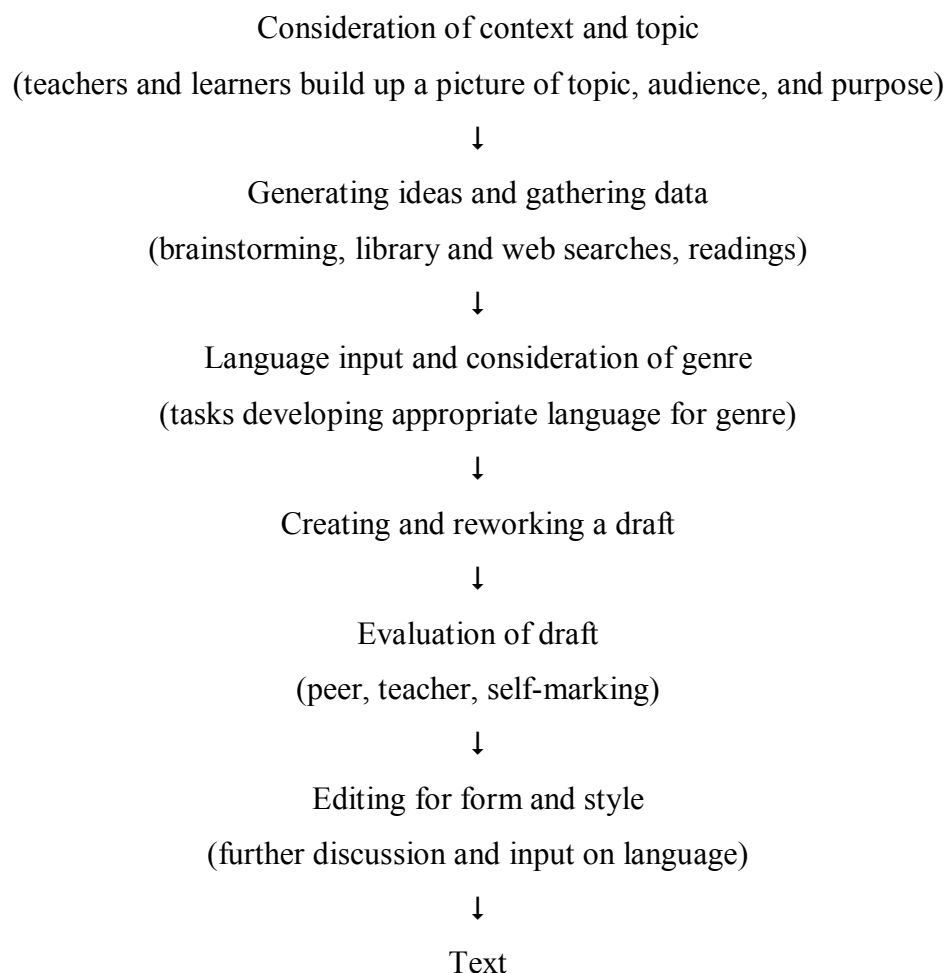 Consideration of context and topic
(teachers and learners build up a picture of topic, audience, and purpose)
↓
Generating ideas and gathering data
(brainstorming, library and web searches, readings)
↓
Language input and consideration of genre
(tasks developing appropriate language for genre)
↓
Creating and reworking a draft
↓
Evaluation of draft
(peer, teacher, self-marking)
↓
Editing for form and style
(further discussion and input on language)
↓
Text